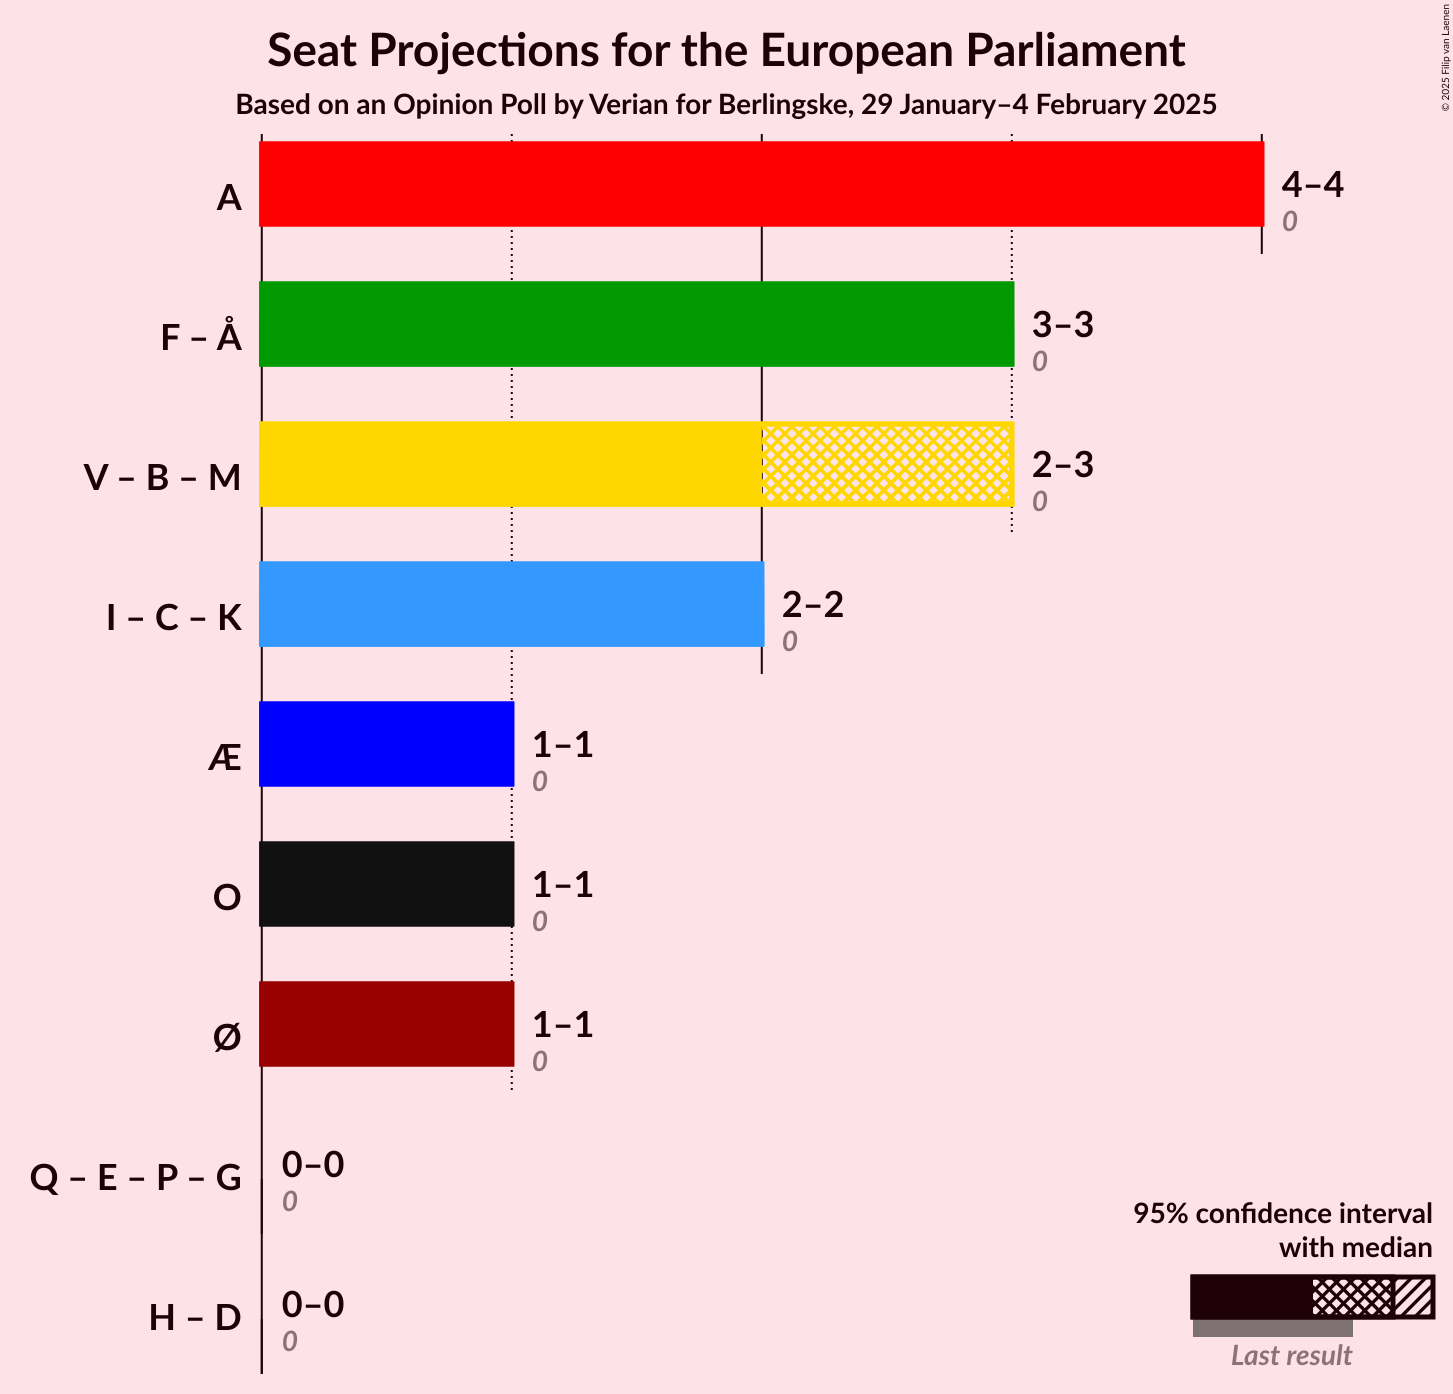 Seat Projections for the European Parliament
Based on an Opinion Poll by Verian for Berlingske, 29 January–4 February 2025
© 2025 Filip van Laenen
A
4–4
0
F – Å
3–3
0
V – B – M
2–3
0
I – C – K
2–2
0
Æ
1–1
0
O
1–1
0
Ø
1–1
0
Q – E – P – G
0–0
0
H – D
0–0
0
95% confidence interval
with median
Last result